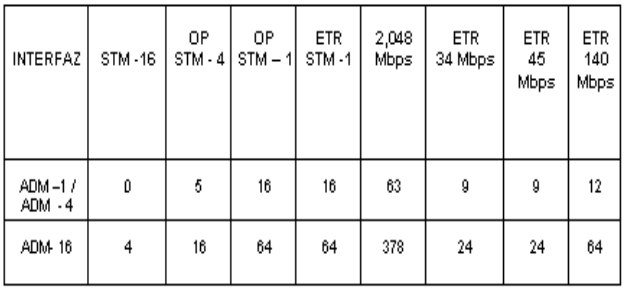 INTERFAZ STM -16 OP STM - 4 OP STM – 1 ETR STM -1 2,048 Mbps ETR 34 Mbps ETR 45 Mbps ETR 140 Mbps
ADM –1 / ADM - 4 0 5 16 16 63 9 9 12
ADM- 16 4 16 64 64 378 24 24 64